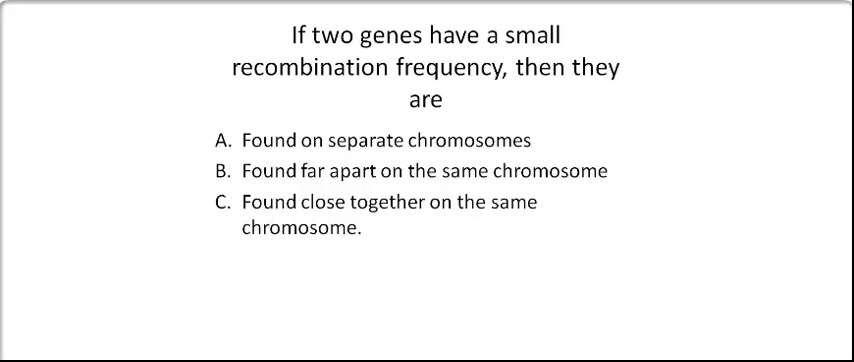 If two genes have a small
recombination frequency, then they
are
A. Found on separate chromosomes
B. Found far apart on the same chromosome
C. Found close together on the same
chromosome.